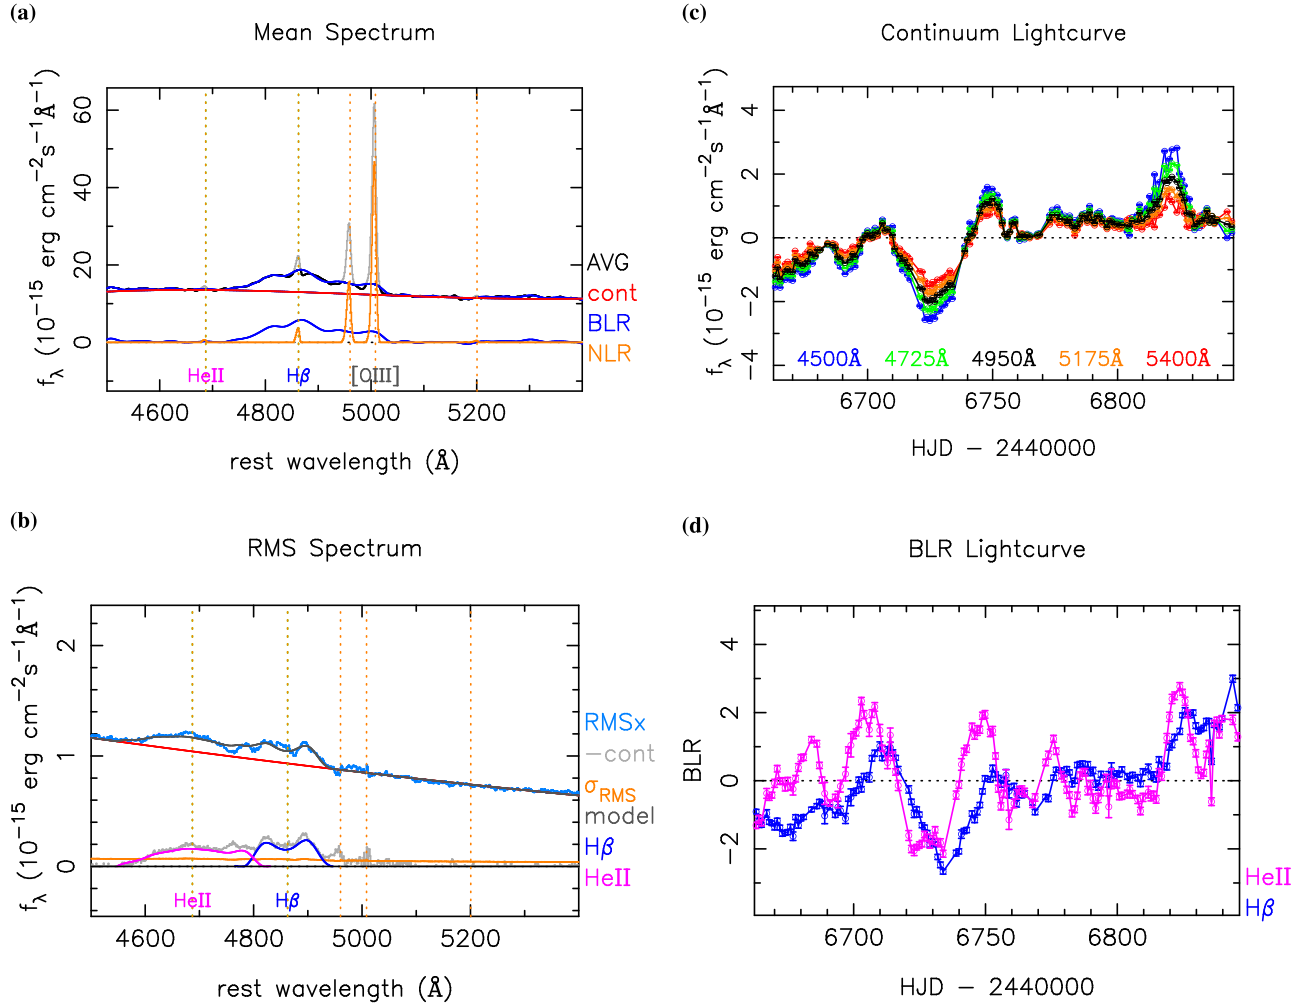 (a)
Mean Spectrum
f_λ (10^−15 erg cm^−2 s^−1 Å^−1)
60
40
20
0
AVG
cont
BLR
NLR
HeII
Hβ
[OIII]
4600 4800 5000 5200
rest wavelength (Å)
(c)
Continuum Lightcurve
f_λ (10^−15 erg cm^−2 s^−1 Å^−1)
4
2
0
−2
−4
4500Å 4725Å 4950Å 5175Å 5400Å
6700 6750 6800
HJD − 2440000
(b)
RMS Spectrum
f_λ (10^−15 erg cm^−2 s^−1 Å^−1)
2
1
0
RMSx
−cont
σ_RMS
model
Hβ
HeII
HeII
Hβ
4600 4800 5000 5200
rest wavelength (Å)
(d)
BLR Lightcurve
BLR
4
2
0
−2
HeII
Hβ
6700 6750 6800
HJD − 2440000